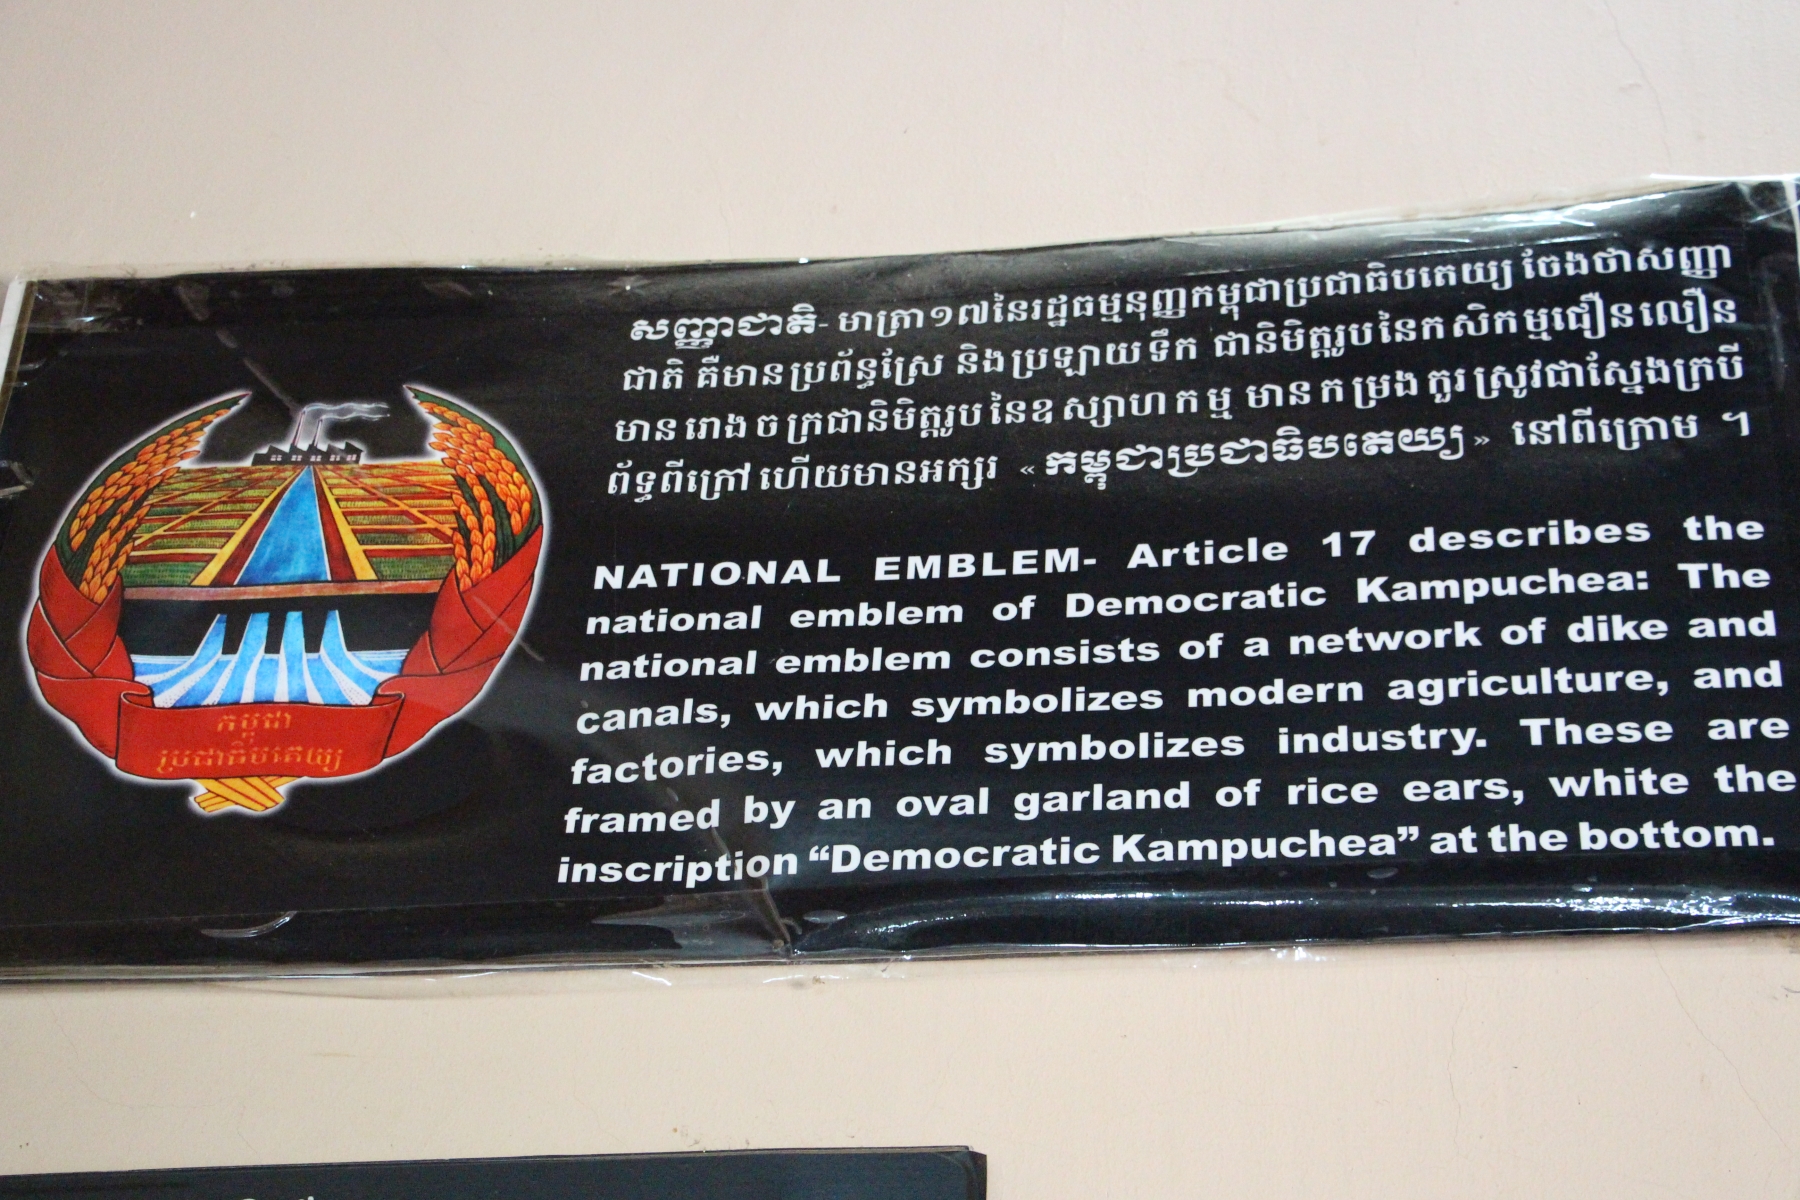 សញ្ញាជាតិ- មាត្រា១៧នៃរដ្ឋធម្មនុញ្ញកម្ពុជាប្រជាធិបតេយ្យ ចែងថាសញ្ញា
ជាតិ គឺមានប្រព័ន្ធស្រែ និងប្រឡាយទឹក ជានិមិត្តរូបនៃកសិកម្មជឿនលឿន
មានរោងចក្រជានិមិត្តរូបនៃឧស្សាហកម្ម មានកម្រងកួរស្រូវជាស្នែងក្របី
ព័ទ្ធពីក្រៅ ហើយមានអក្សរ «កម្ពុជាប្រជាធិបតេយ្យ» នៅពីក្រោម ។
NATIONAL EMBLEM- Article 17 describes the
national emblem of Democratic Kampuchea: The
national emblem consists of a network of dike and
canals, which symbolizes modern agriculture, and
factories, which symbolizes industry. These are
framed by an oval garland of rice ears, white the
inscription “Democratic Kampuchea” at the bottom.
កម្ពុជា
ប្រជាធិបតេយ្យ